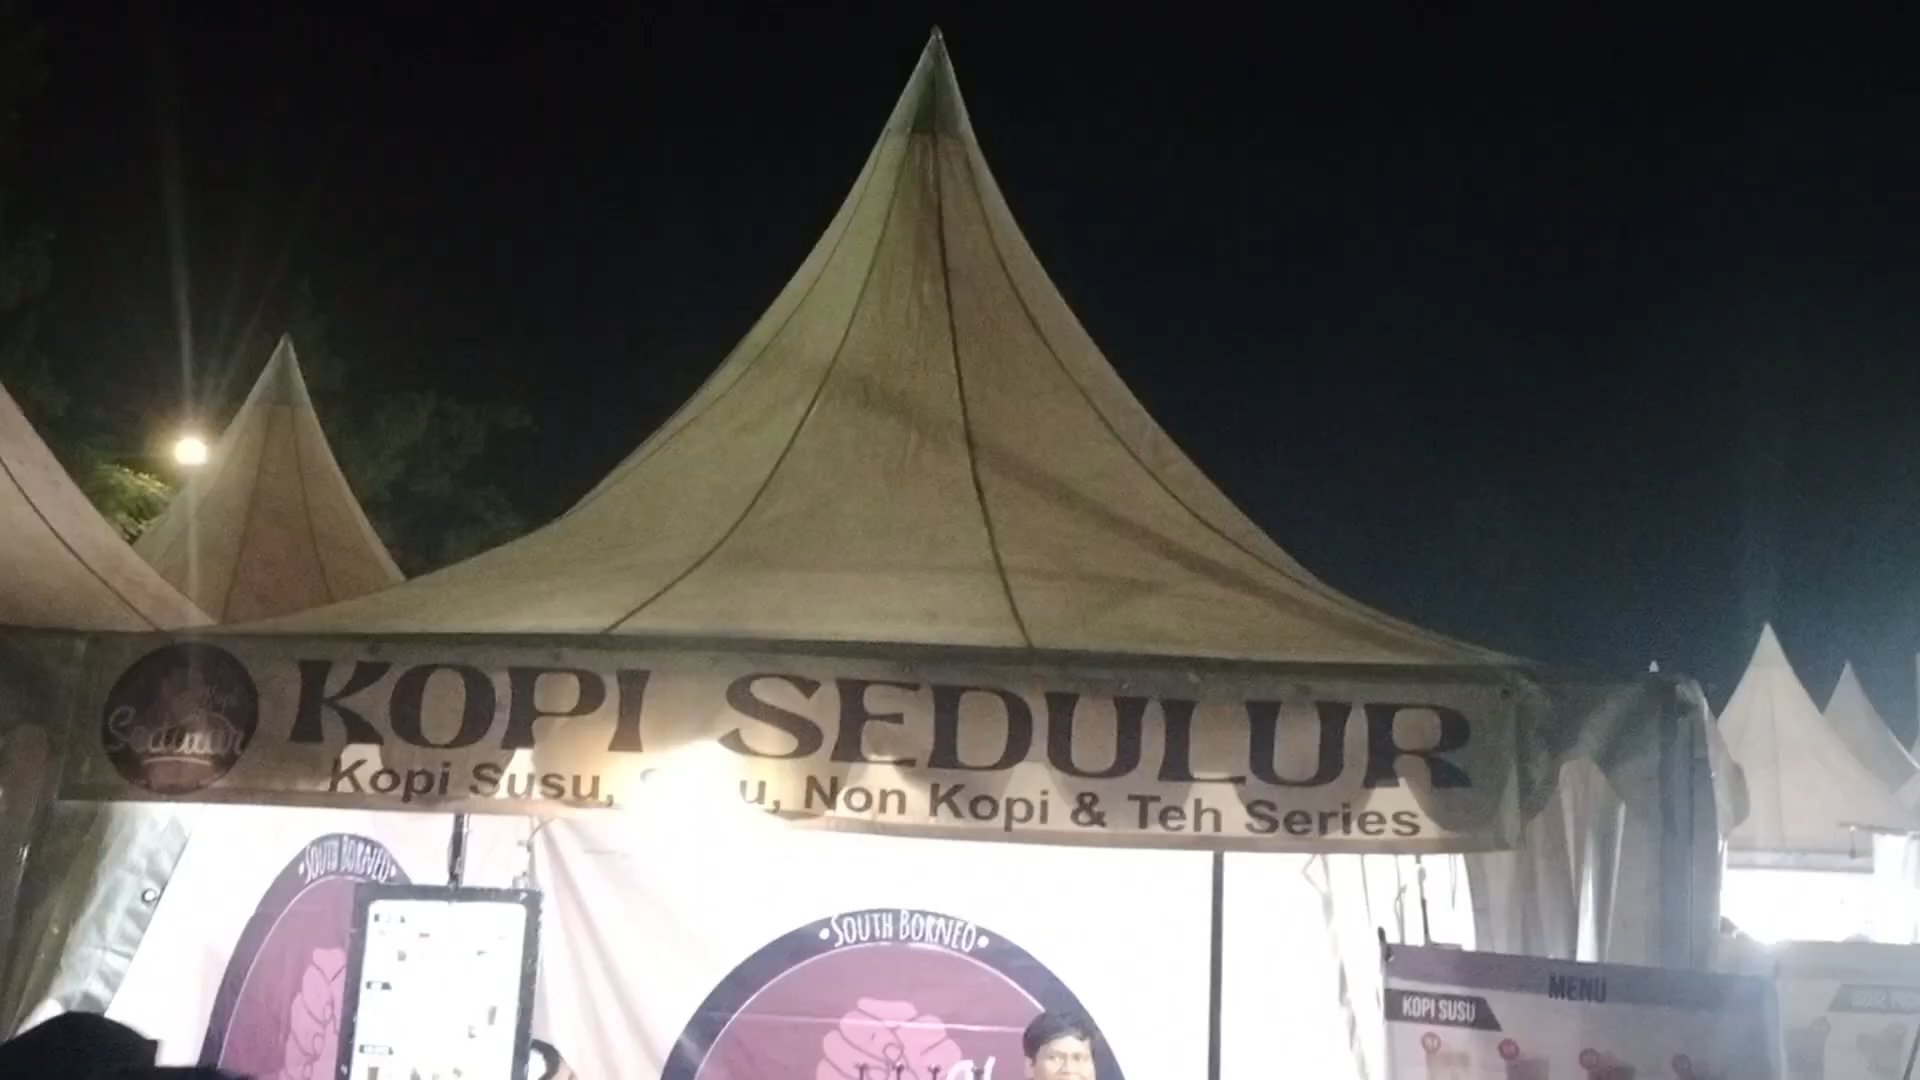 Sedulur
KOPI SEDULUR
Kopi Susu, u, Non Kopi & Teh Series
•SOUTH BORNEO•
•SOUTH BORNEO•
MENU
KOPI SUSU